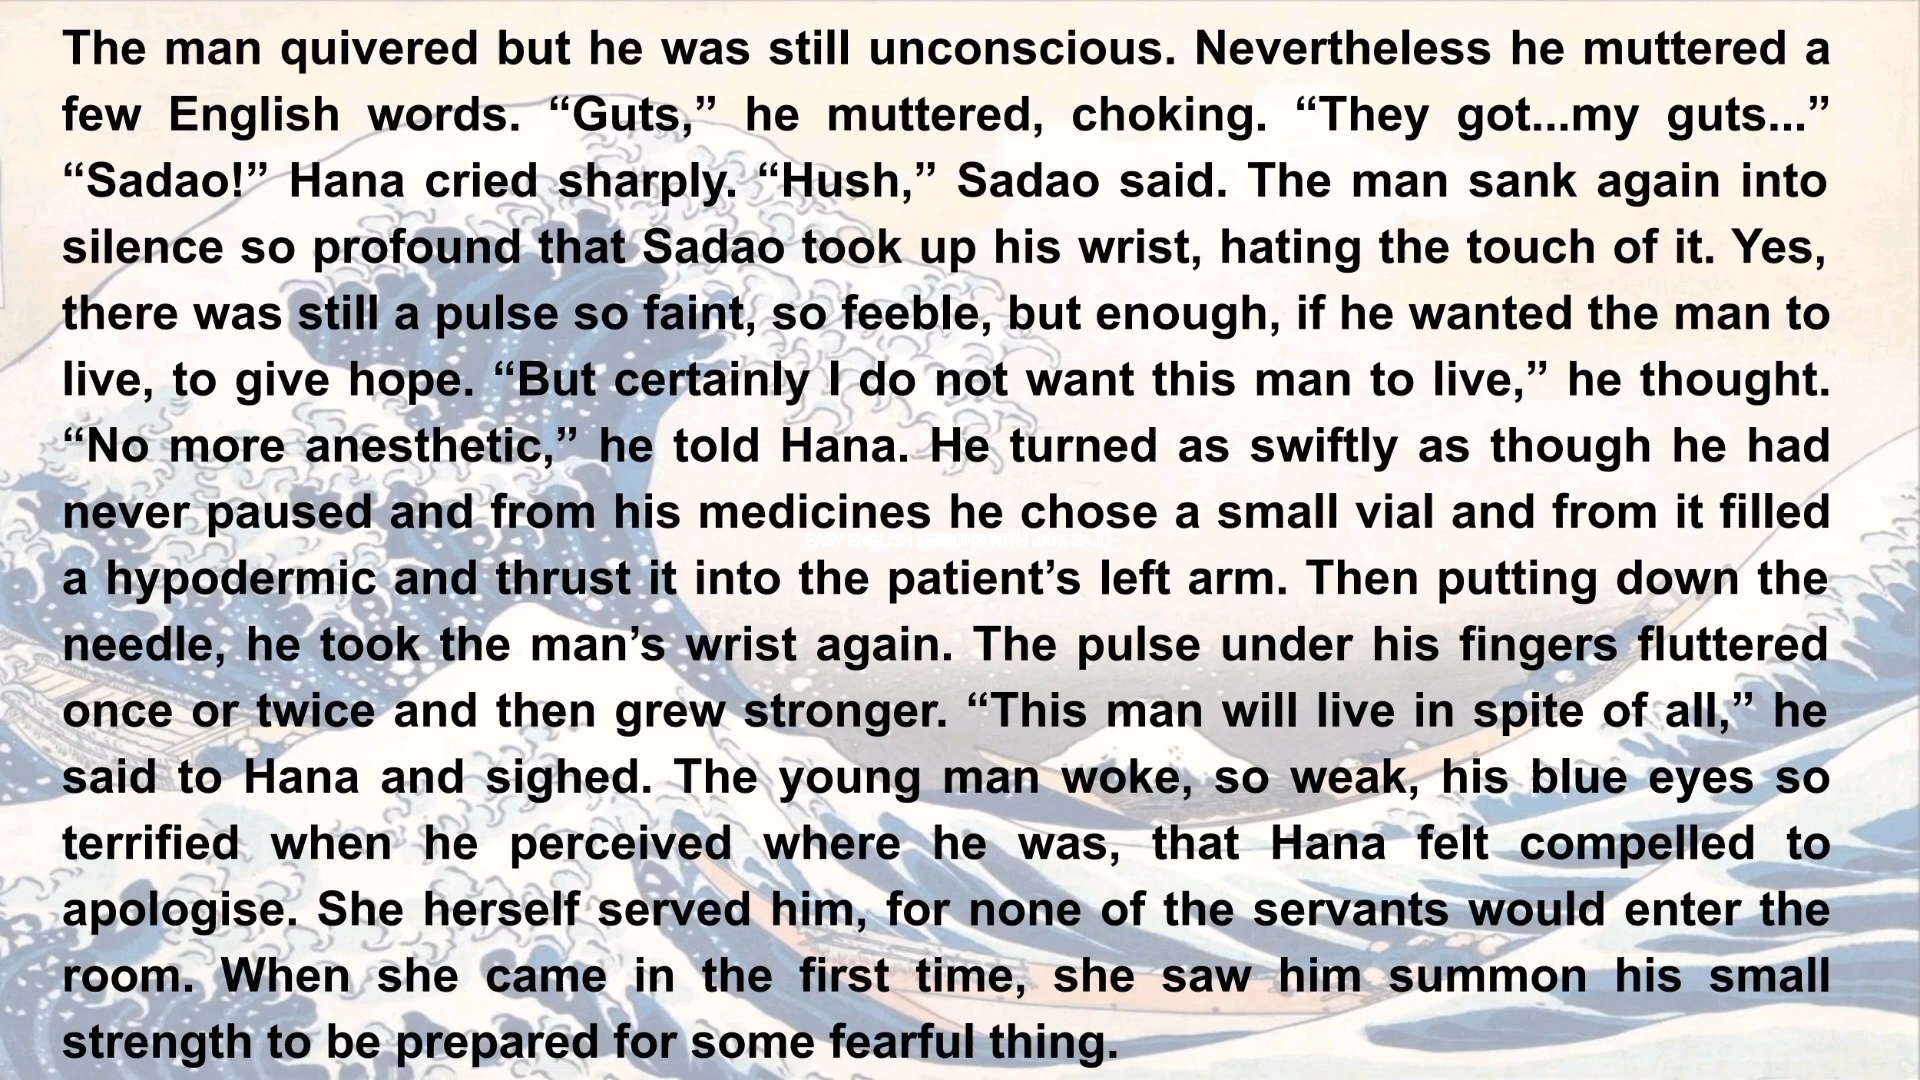 The man quivered but he was still unconscious. Nevertheless he muttered a
few English words. “Guts,” he muttered, choking. “They got...my guts...”
“Sadao!” Hana cried sharply. “Hush,” Sadao said. The man sank again into
silence so profound that Sadao took up his wrist, hating the touch of it. Yes,
there was still a pulse so faint, so feeble, but enough, if he wanted the man to
live, to give hope. “But certainly I do not want this man to live,” he thought.
“No more anesthetic,” he told Hana. He turned as swiftly as though he had
never paused and from his medicines he chose a small vial and from it filled
EASY ENGLISH LESSONS WITH JAYA SAJU
a hypodermic and thrust it into the patient’s left arm. Then putting down the
needle, he took the man’s wrist again. The pulse under his fingers fluttered
once or twice and then grew stronger. “This man will live in spite of all,” he
said to Hana and sighed. The young man woke, so weak, his blue eyes so
terrified when he perceived where he was, that Hana felt compelled to
apologise. She herself served him, for none of the servants would enter the
room. When she came in the first time, she saw him summon his small
strength to be prepared for some fearful thing.